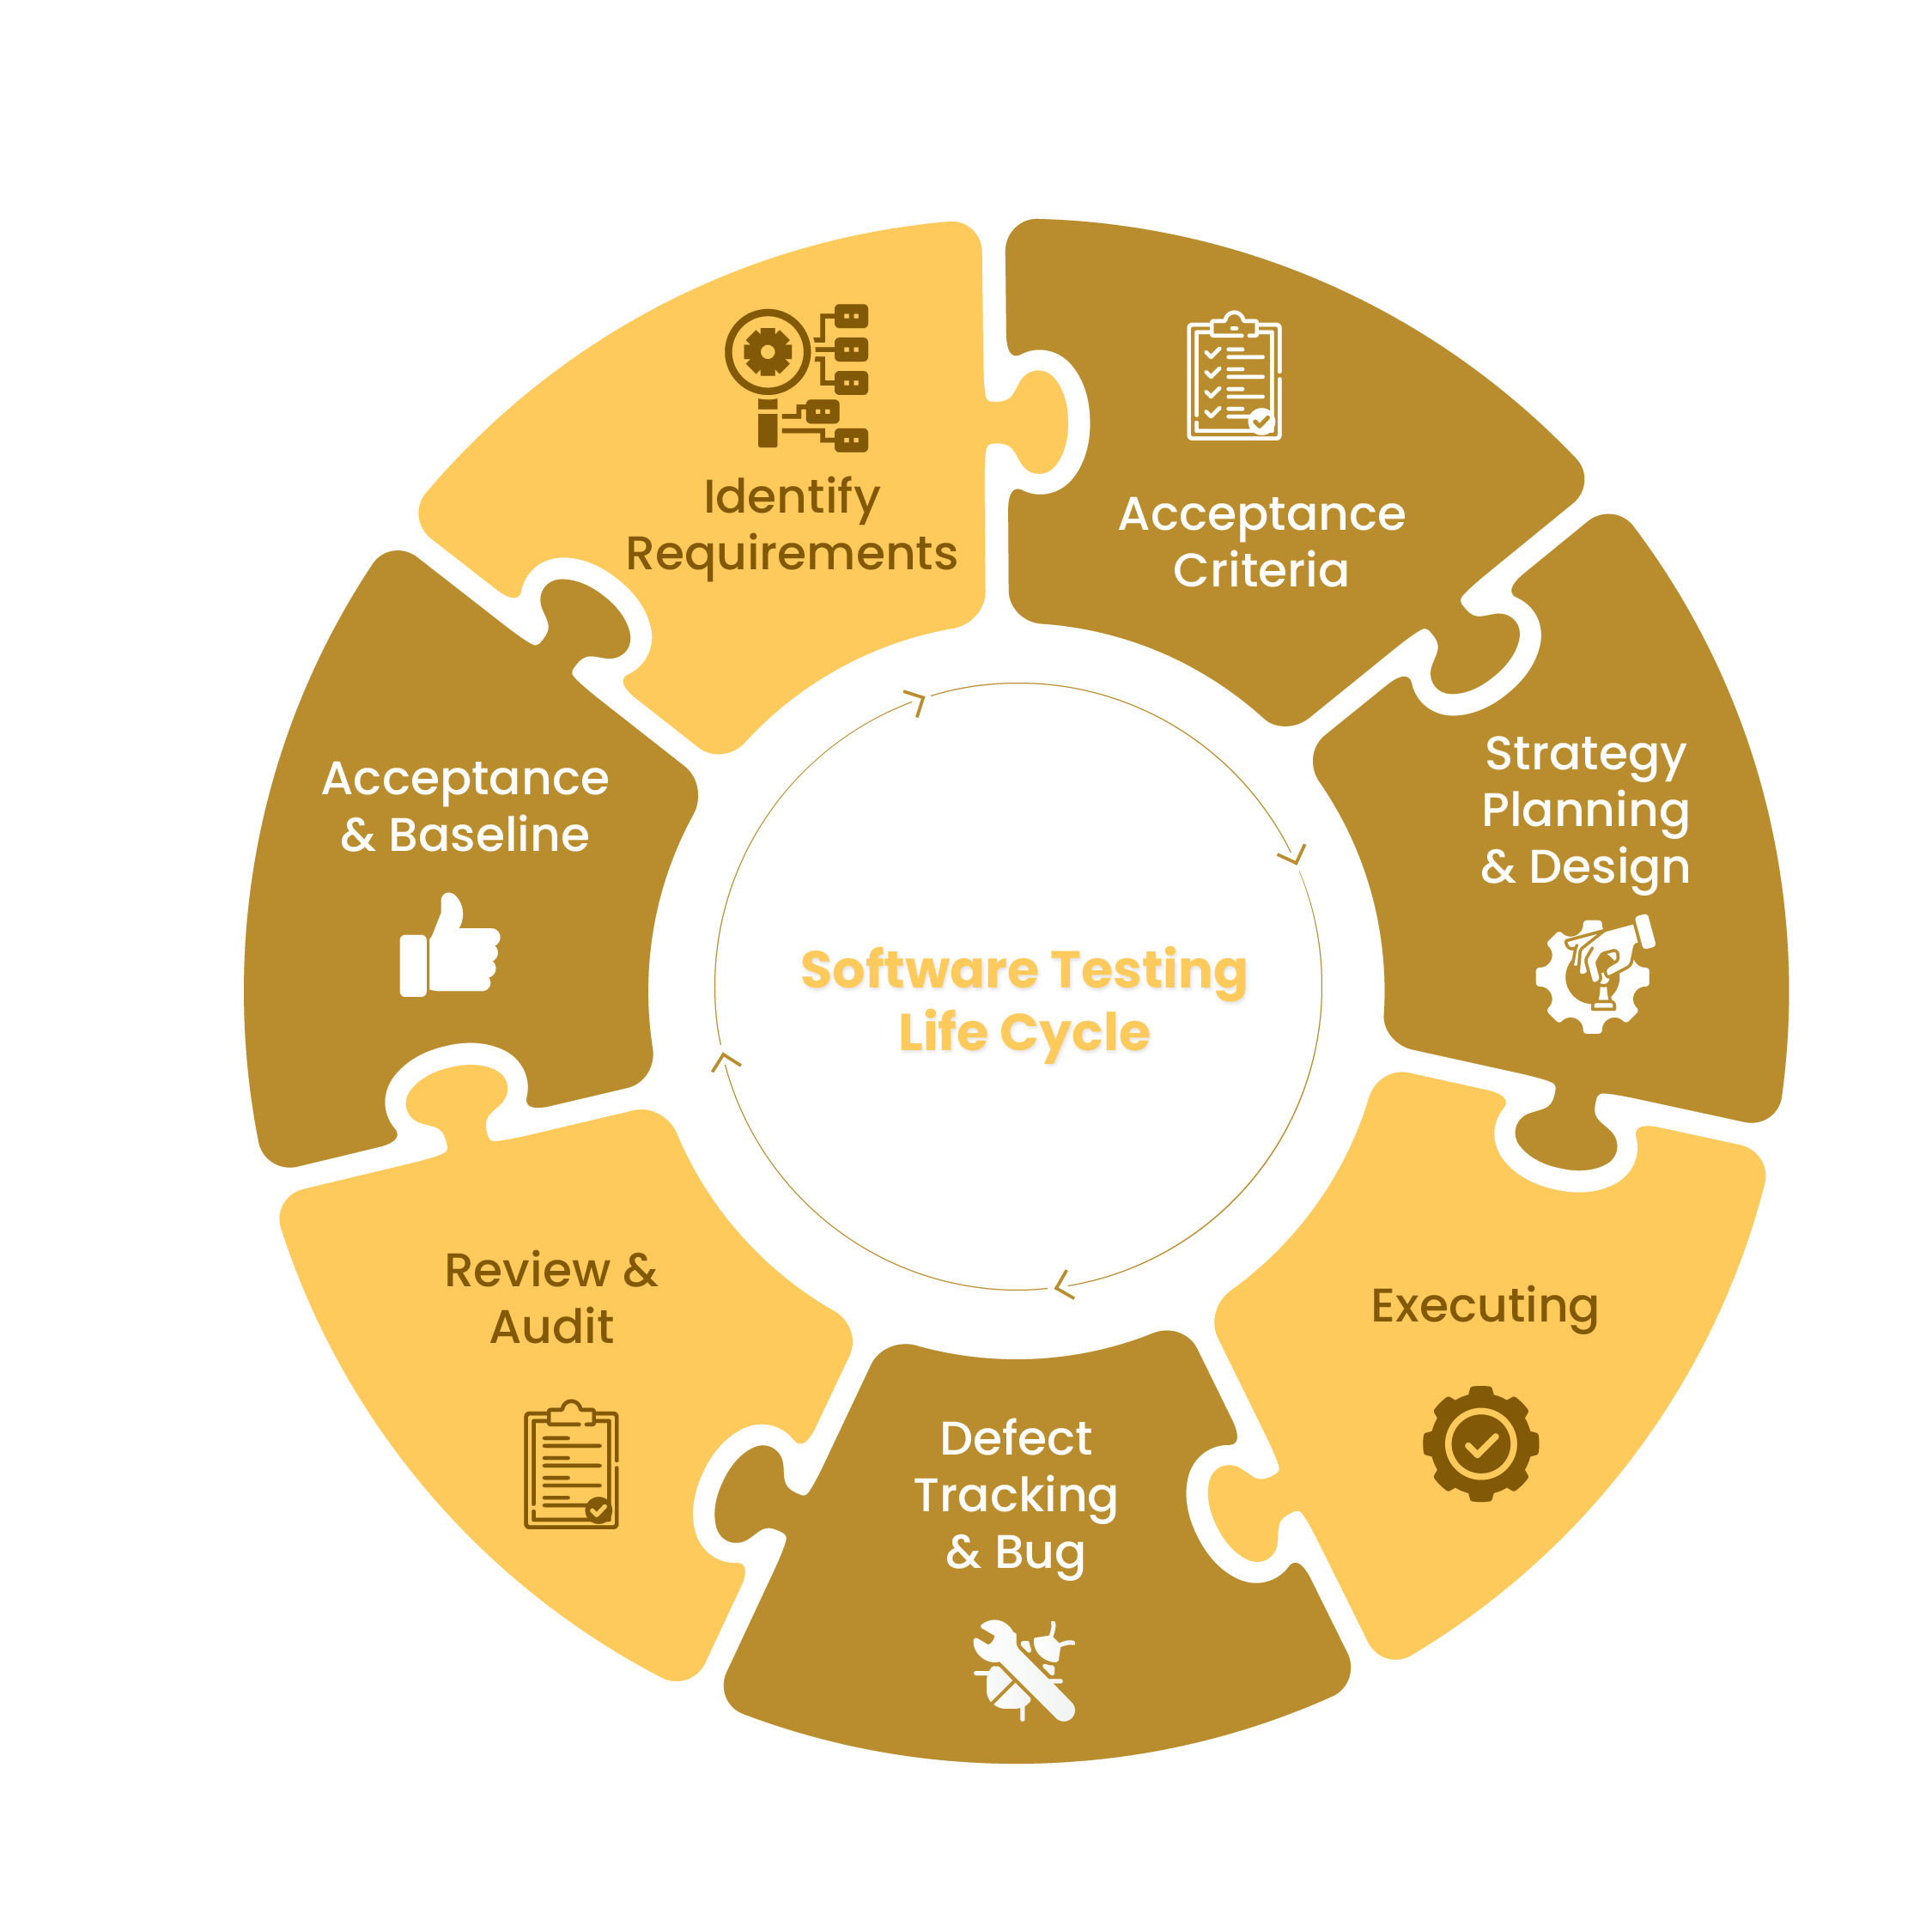 Identify
Requirements
Acceptance
Criteria
Strategy
Planning
& Design
Executing
Defect
Tracking
& Bug
Review &
Audit
Acceptance
& Baseline
Software Testing
Life Cycle